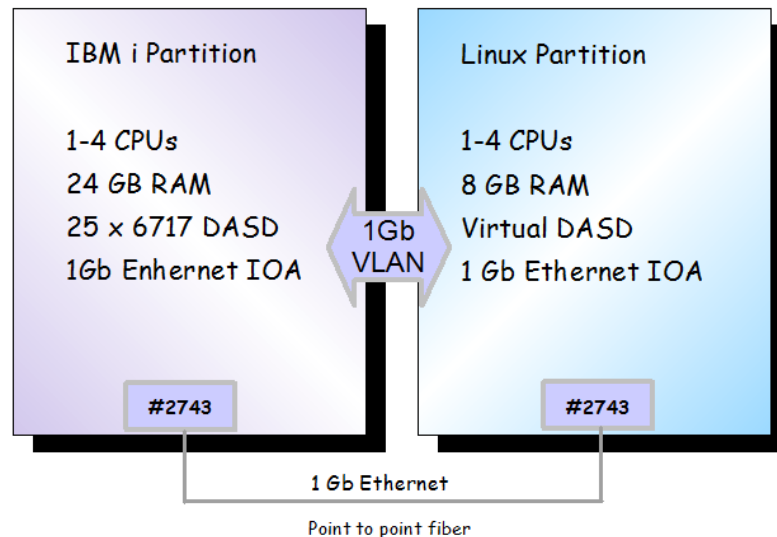 IBM i Partition
1-4 CPUs
24 GB RAM
25 x 6717 DASD
1Gb Enhernet IOA
#2743
1Gb
VLAN
Linux Partition
1-4 CPUs
8 GB RAM
Virtual DASD
1 Gb Ethernet IOA
#2743
1 Gb Ethernet
Point to point fiber